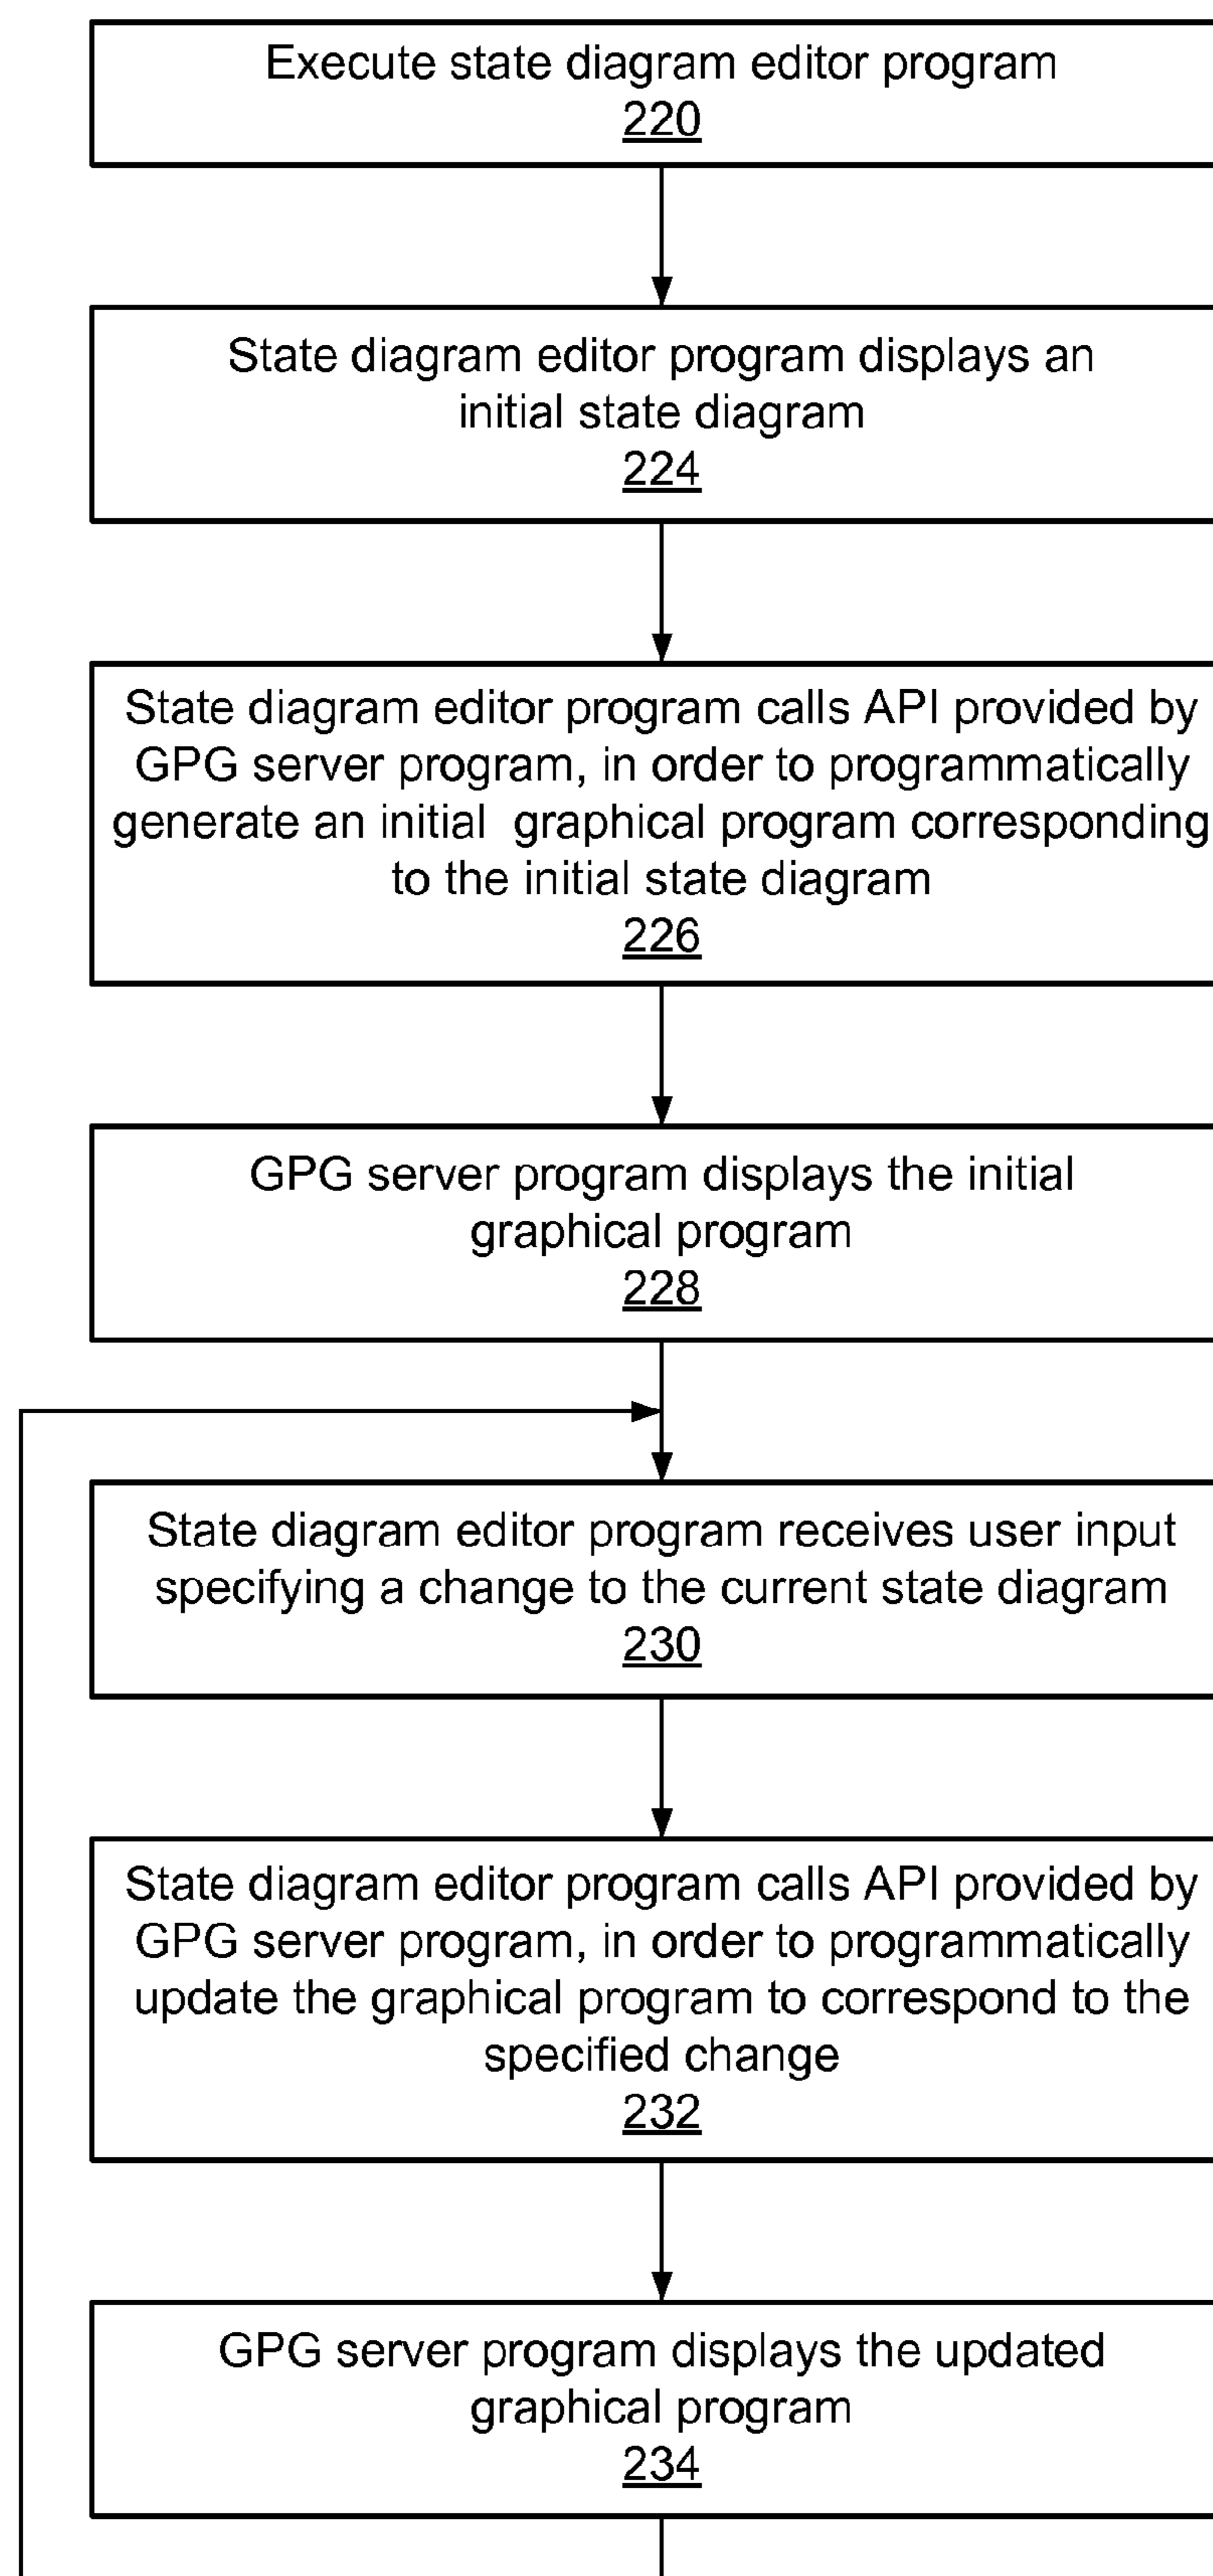 Execute state diagram editor program
220
State diagram editor program displays an
initial state diagram
224
State diagram editor program calls API provided by
GPG server program, in order to programmatically
generate an initial  graphical program corresponding
to the initial state diagram
226
GPG server program displays the initial
graphical program
228
State diagram editor program receives user input
specifying a change to the current state diagram
230
State diagram editor program calls API provided by
GPG server program, in order to programmatically
update the graphical program to correspond to the
specified change
232
GPG server program displays the updated
graphical program
234